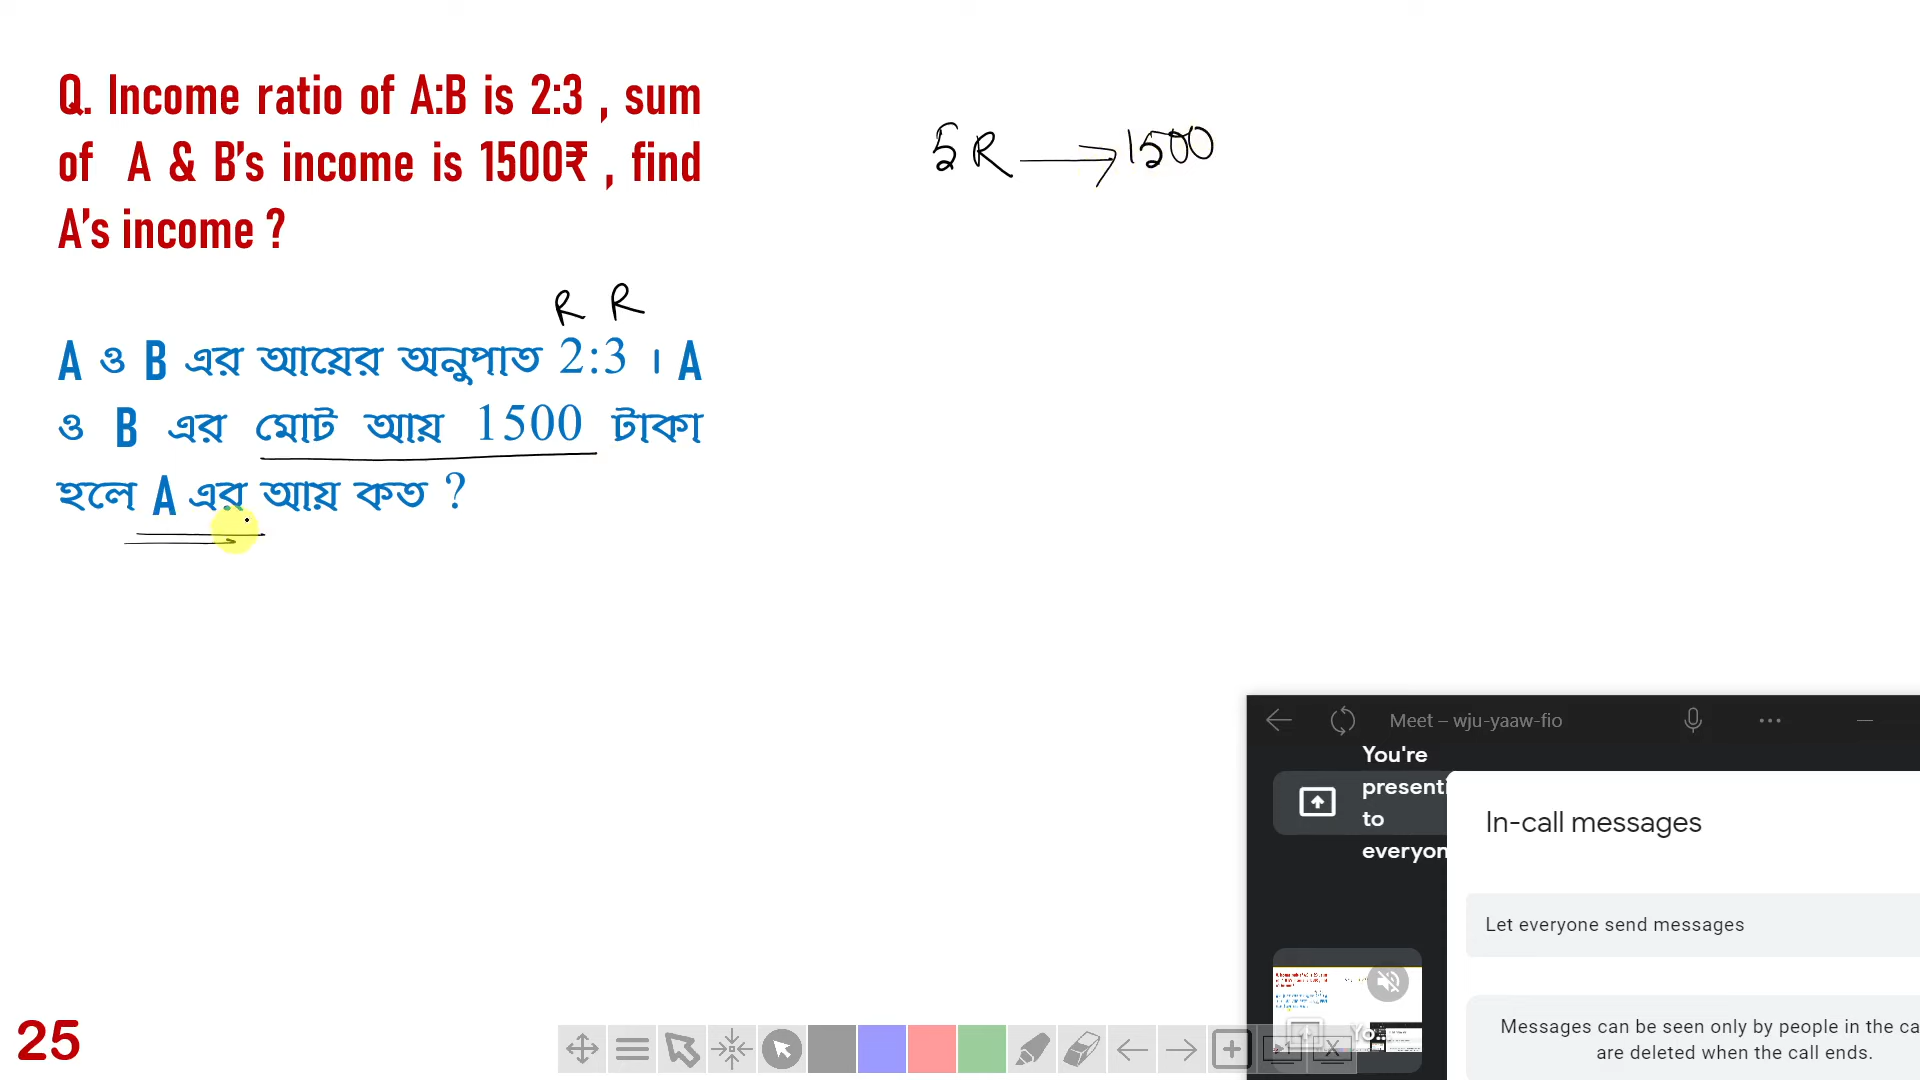 Q. Income ratio of A:B is 2:3 , sum
of A & B’s income is 1500₹ , find
A’s income ?
5R → 1500
R R
A ও B এর আয়ের অনুপাত 2:3 । A
ও B এর মোট আয় 1500 টাকা
হলে A এর আয় কত ?
Meet – wju-yaaw-fio
You're
presenti
to
everyon
In-call messages
Let everyone send messages
Messages can be seen only by people in the ca
are deleted when the call ends.
Yo
25